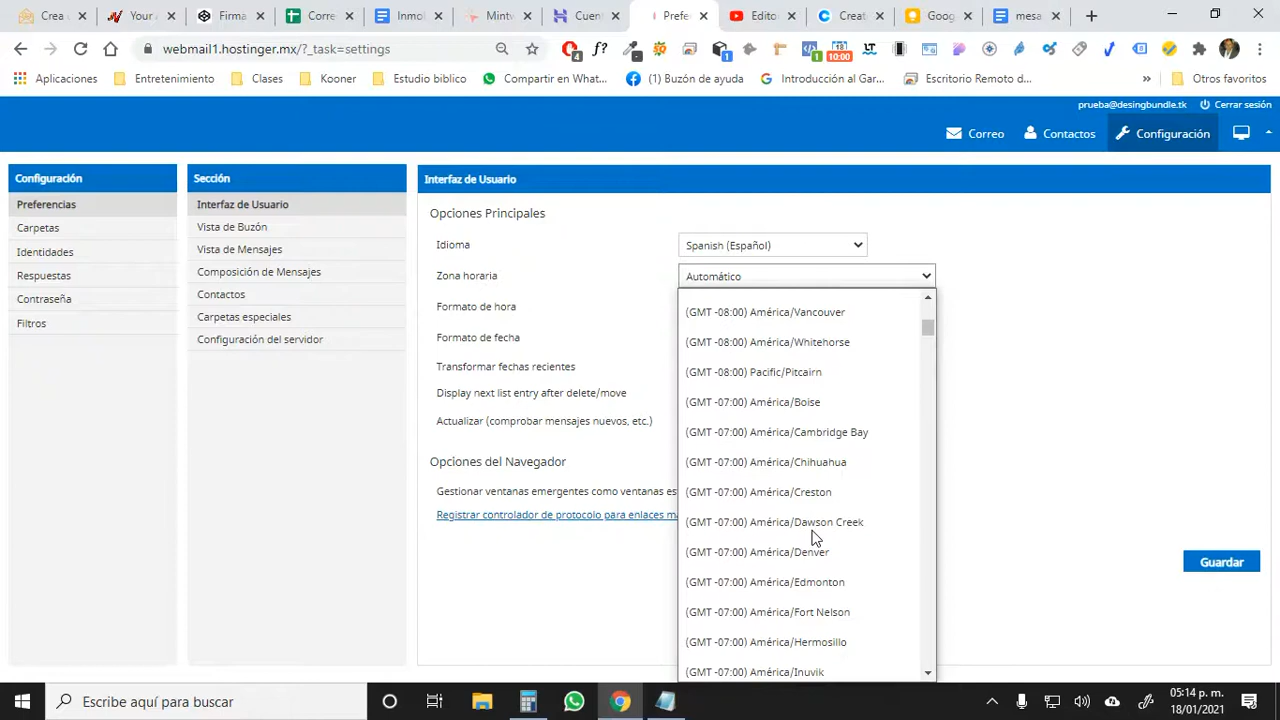 Crea u
Your A
Firma
Corre
Inmol
Mintw
Cuent
Prefer
Edito
Creat
Goog
mesa
webmail1.hostinger.mx/?_task=settings
Aplicaciones
Entretenimiento
Clases
Kooner
Estudio biblico
Compartir en What...
(1) Buzón de ayuda
Introducción al Gar...
Escritorio Remoto d...
»
Otros favoritos
prueba@desingbundle.tk
Cerrar sesión
Correo
Contactos
Configuración
Configuración
Preferencias
Carpetas
Identidades
Respuestas
Contraseña
Filtros
Sección
Interfaz de Usuario
Vista de Buzón
Vista de Mensajes
Composición de Mensajes
Contactos
Carpetas especiales
Configuración del servidor
Interfaz de Usuario
Opciones Principales
Idioma
Spanish (Español)
Zona horaria
Automático
Formato de hora
Formato de fecha
Transformar fechas recientes
Display next list entry after delete/move
Actualizar (comprobar mensajes nuevos, etc.)
Opciones del Navegador
Gestionar ventanas emergentes como ventanas es
Registrar controlador de protocolo para enlaces ma
(GMT -08:00) América/Vancouver
(GMT -08:00) América/Whitehorse
(GMT -08:00) Pacific/Pitcairn
(GMT -07:00) América/Boise
(GMT -07:00) América/Cambridge Bay
(GMT -07:00) América/Chihuahua
(GMT -07:00) América/Creston
(GMT -07:00) América/Dawson Creek
(GMT -07:00) América/Denver
(GMT -07:00) América/Edmonton
(GMT -07:00) América/Fort Nelson
(GMT -07:00) América/Hermosillo
(GMT -07:00) América/Inuvik
Guardar
Escribe aquí para buscar
05:14 p. m.
18/01/2021